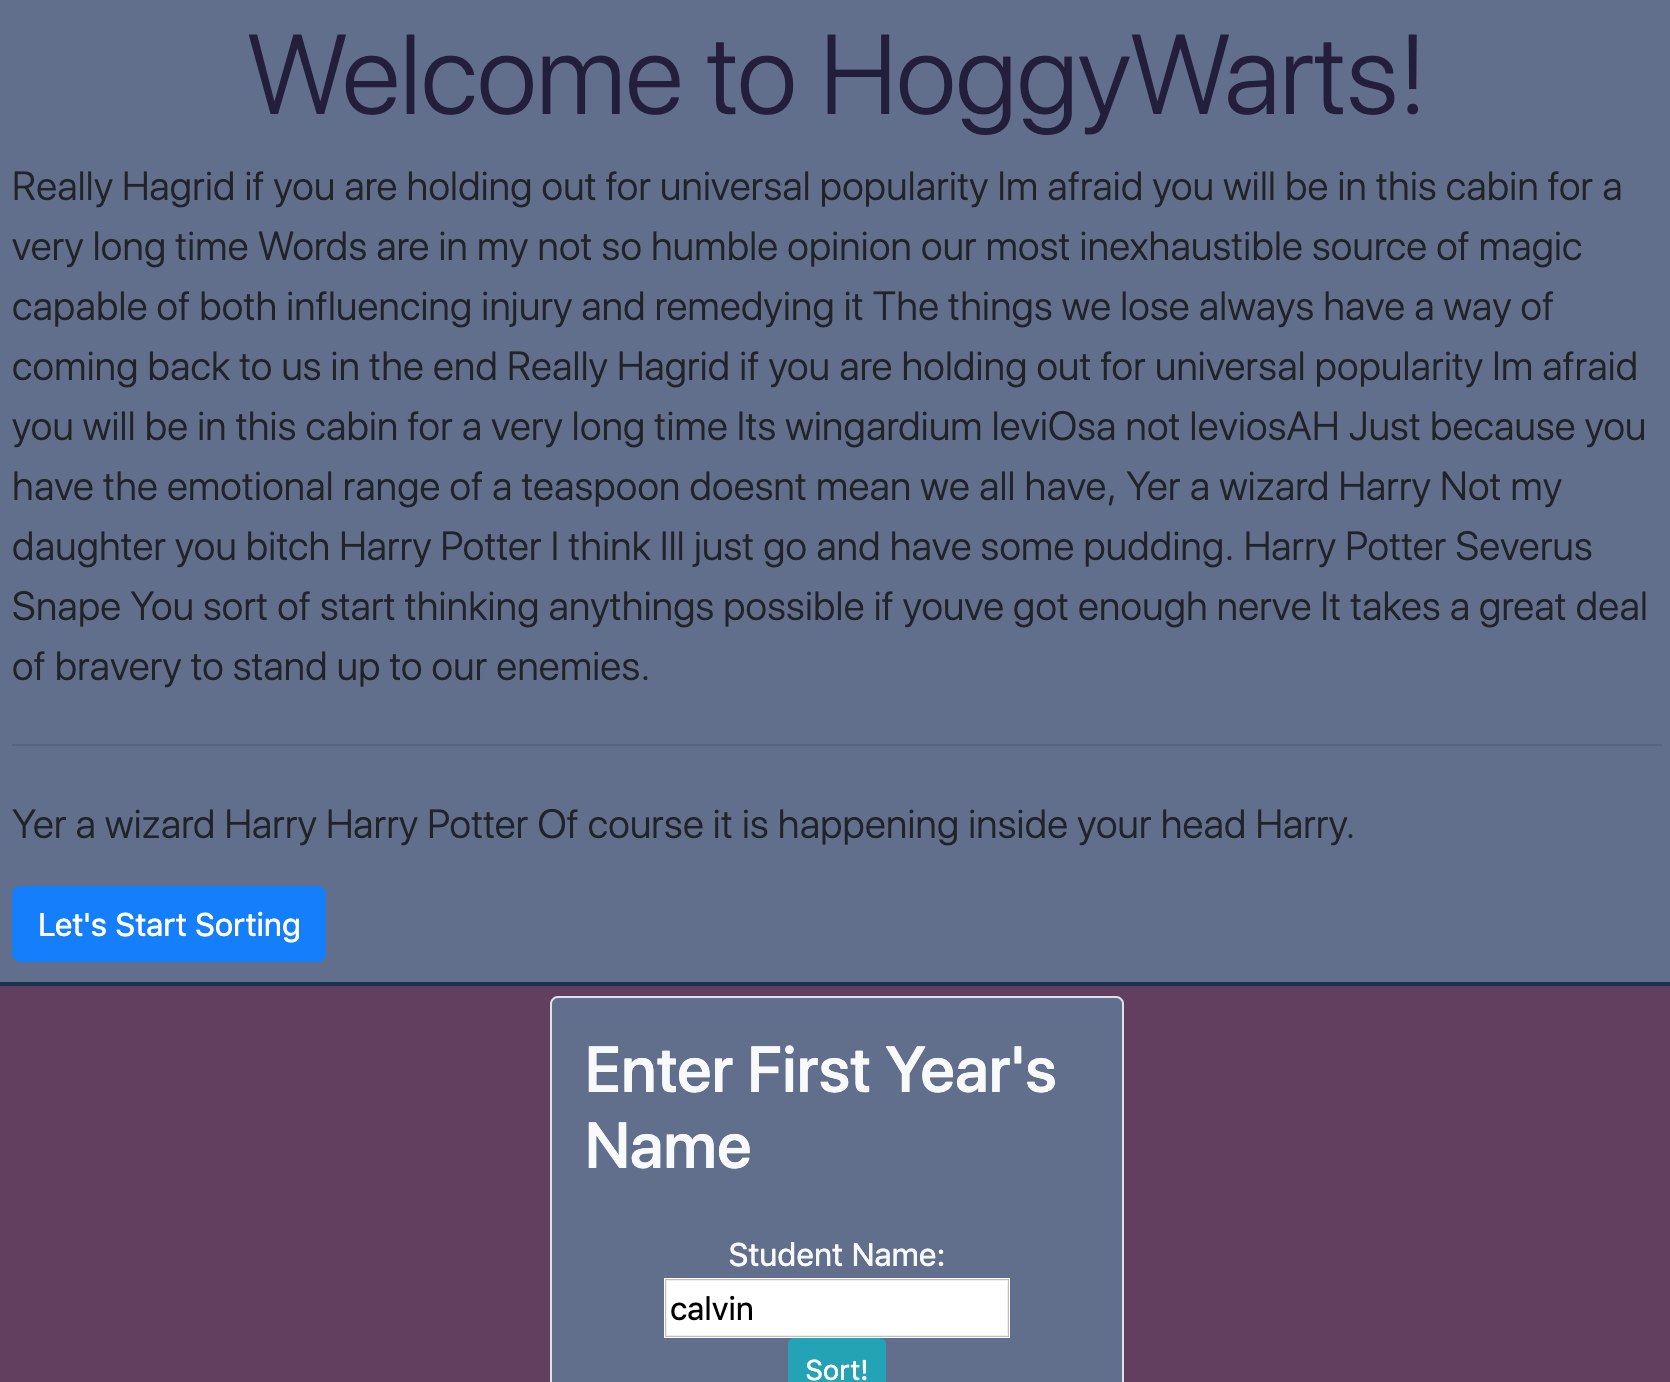 Welcome to HoggyWarts!
Really Hagrid if you are holding out for universal popularity Im afraid you will be in this cabin for a
very long time Words are in my not so humble opinion our most inexhaustible source of magic
capable of both influencing injury and remedying it The things we lose always have a way of
coming back to us in the end Really Hagrid if you are holding out for universal popularity Im afraid
you will be in this cabin for a very long time Its wingardium leviOsa not leviosAH Just because you
have the emotional range of a teaspoon doesnt mean we all have, Yer a wizard Harry Not my
daughter you bitch Harry Potter I think Ill just go and have some pudding. Harry Potter Severus
Snape You sort of start thinking anythings possible if youve got enough nerve It takes a great deal
of bravery to stand up to our enemies.
Yer a wizard Harry Harry Potter Of course it is happening inside your head Harry.
Let's Start Sorting
Enter First Year's
Name
Student Name:
calvin
Sort!